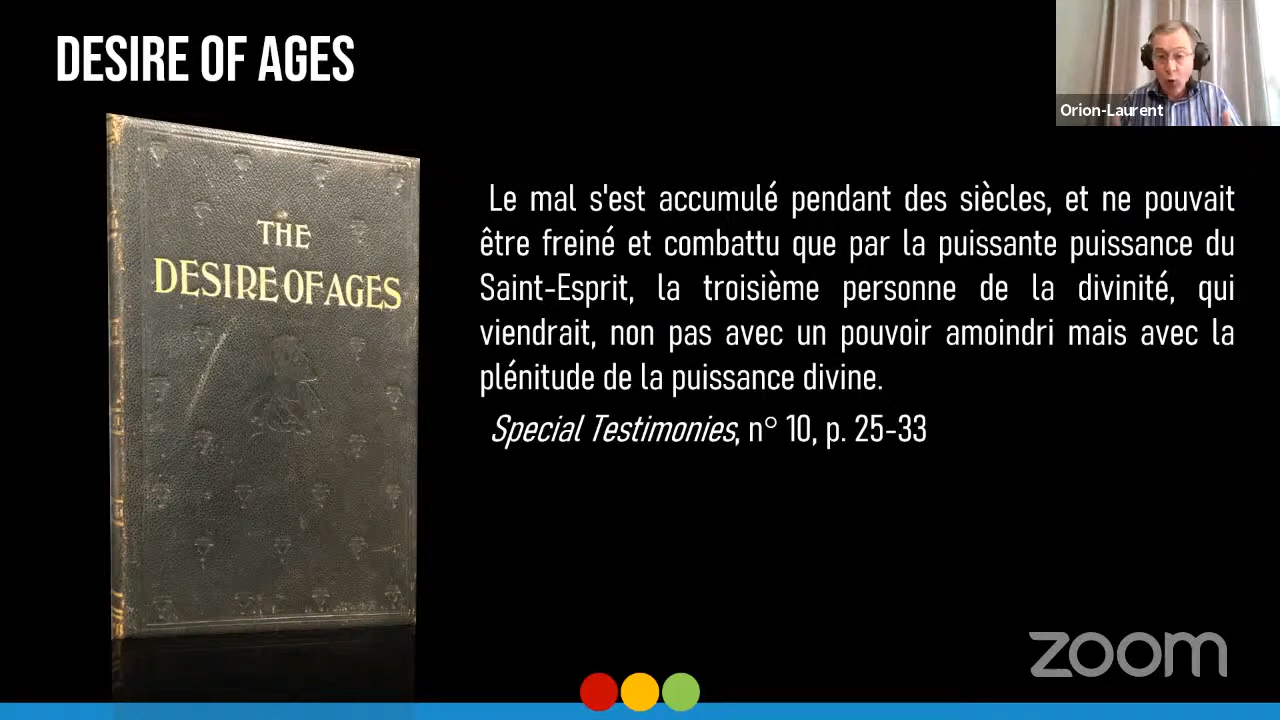 DESIRE OF AGES
Orion-Laurent
THE
DESIRE OF AGES
Le mal s'est accumulé pendant des siècles, et ne pouvait
être freiné et combattu que par la puissante puissance du
Saint-Esprit, la troisième personne de la divinité, qui
viendrait, non pas avec un pouvoir amoindri mais avec la
plénitude de la puissance divine.
Special Testimonies, n° 10, p. 25-33
zoom